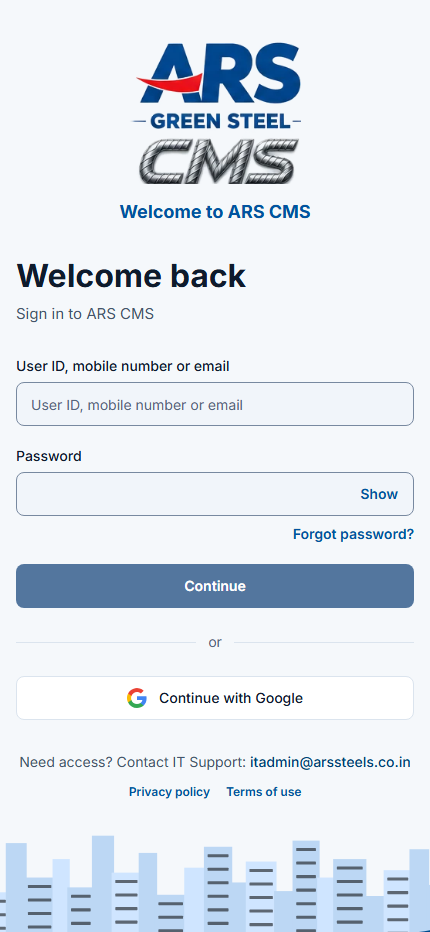 ARS
GREEN STEEL
CMS
Welcome to ARS CMS
Welcome back
Sign in to ARS CMS
User ID, mobile number or email
User ID, mobile number or email
Password
Show
Forgot password?
Continue
or
Continue with Google
Need access? Contact IT Support: itadmin@arssteels.co.in
Privacy policy Terms of use